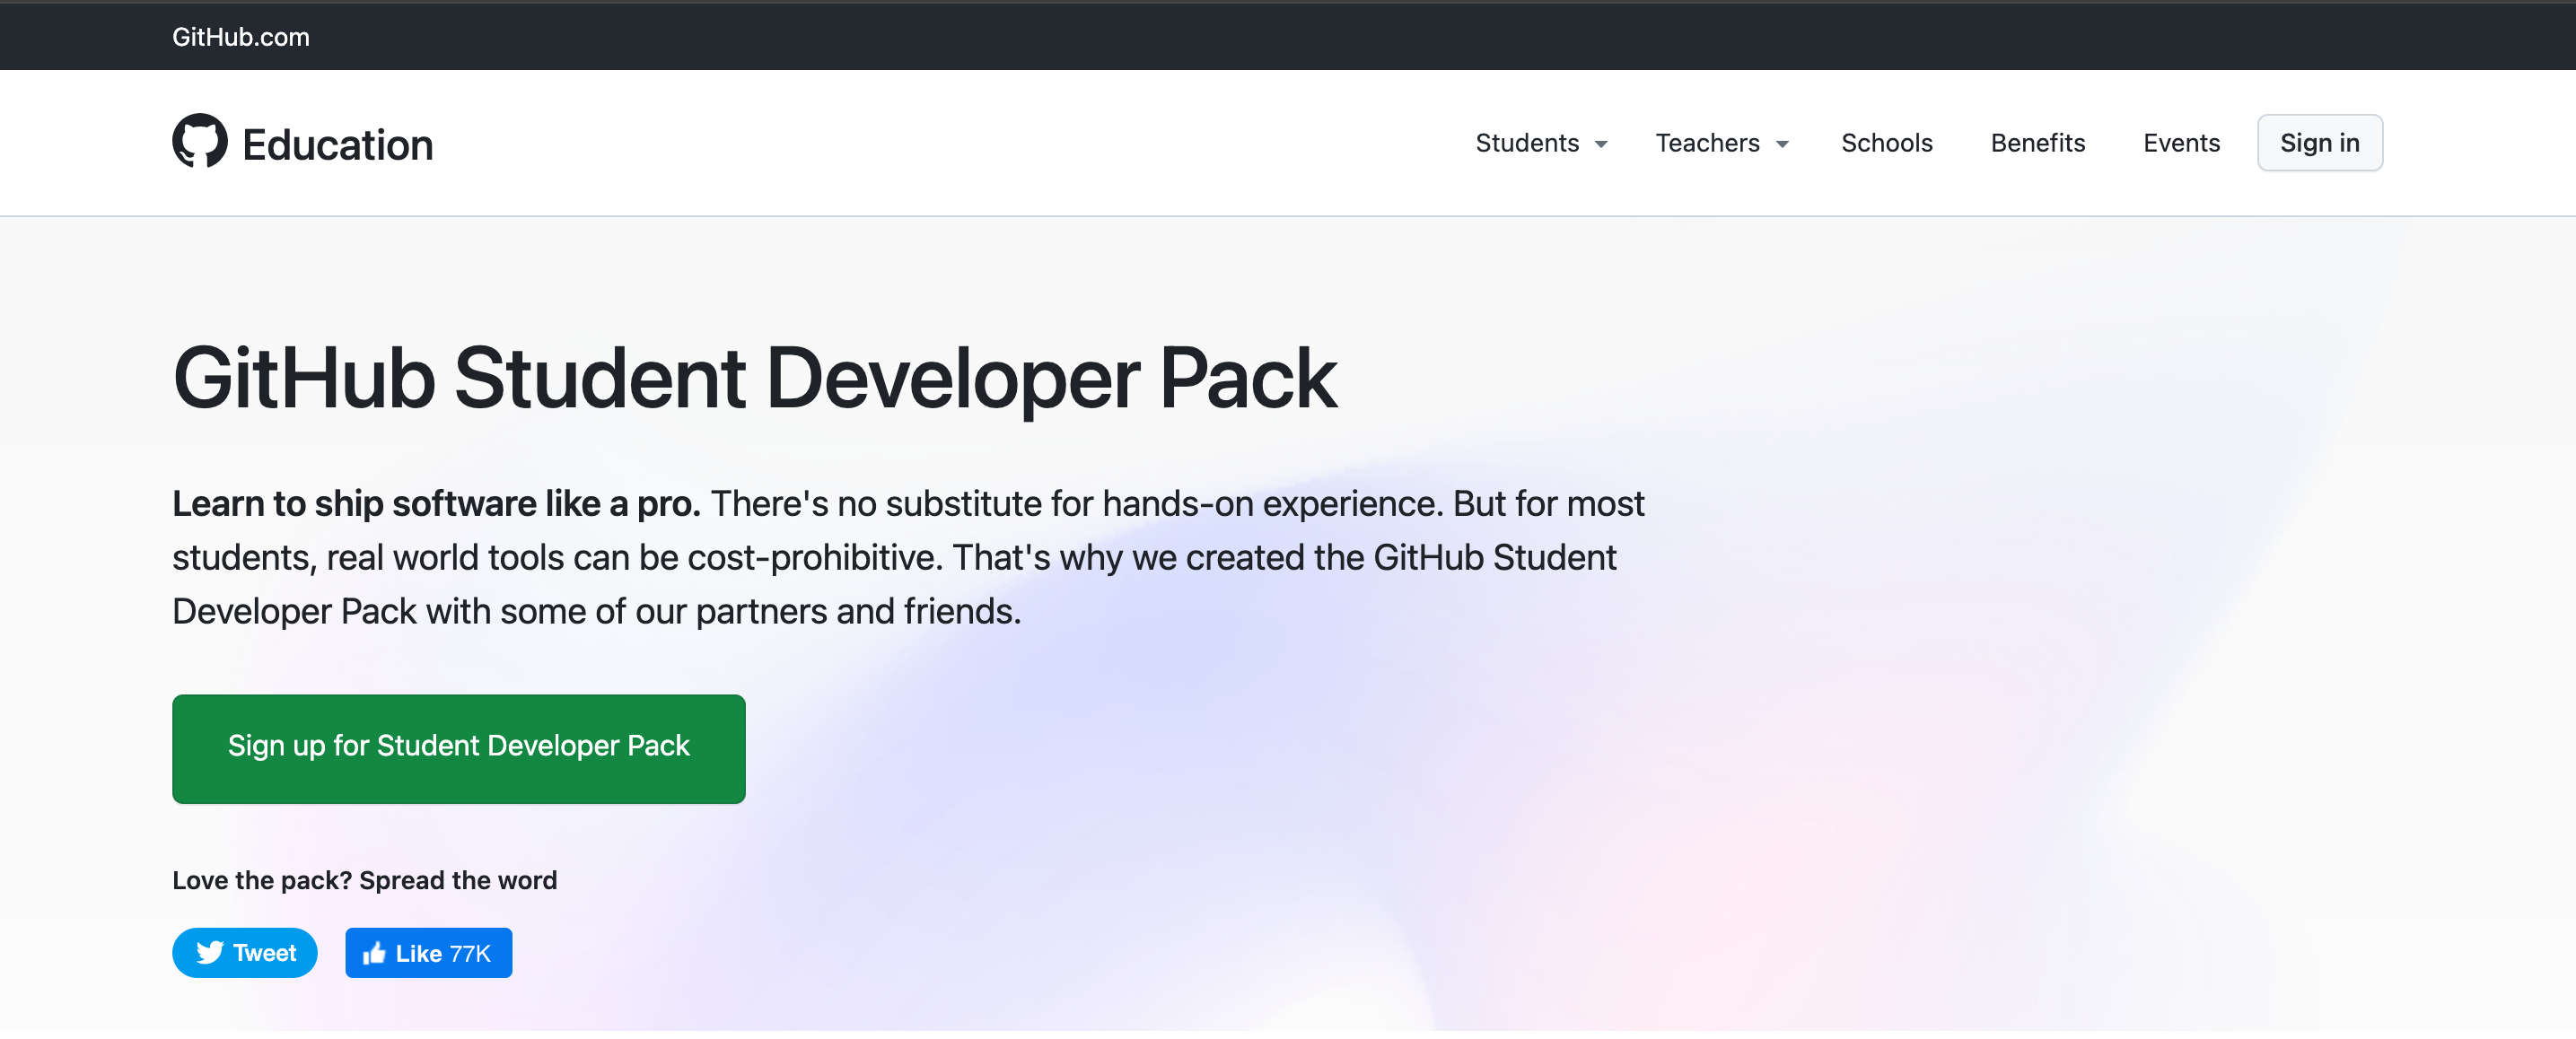 GitHub.com
Education
Students
Teachers
Schools
Benefits
Events
Sign in
GitHub Student Developer Pack
Learn to ship software like a pro. There's no substitute for hands-on experience. But for most
students, real world tools can be cost-prohibitive. That's why we created the GitHub Student
Developer Pack with some of our partners and friends.
Sign up for Student Developer Pack
Love the pack? Spread the word
Tweet
Like 77K